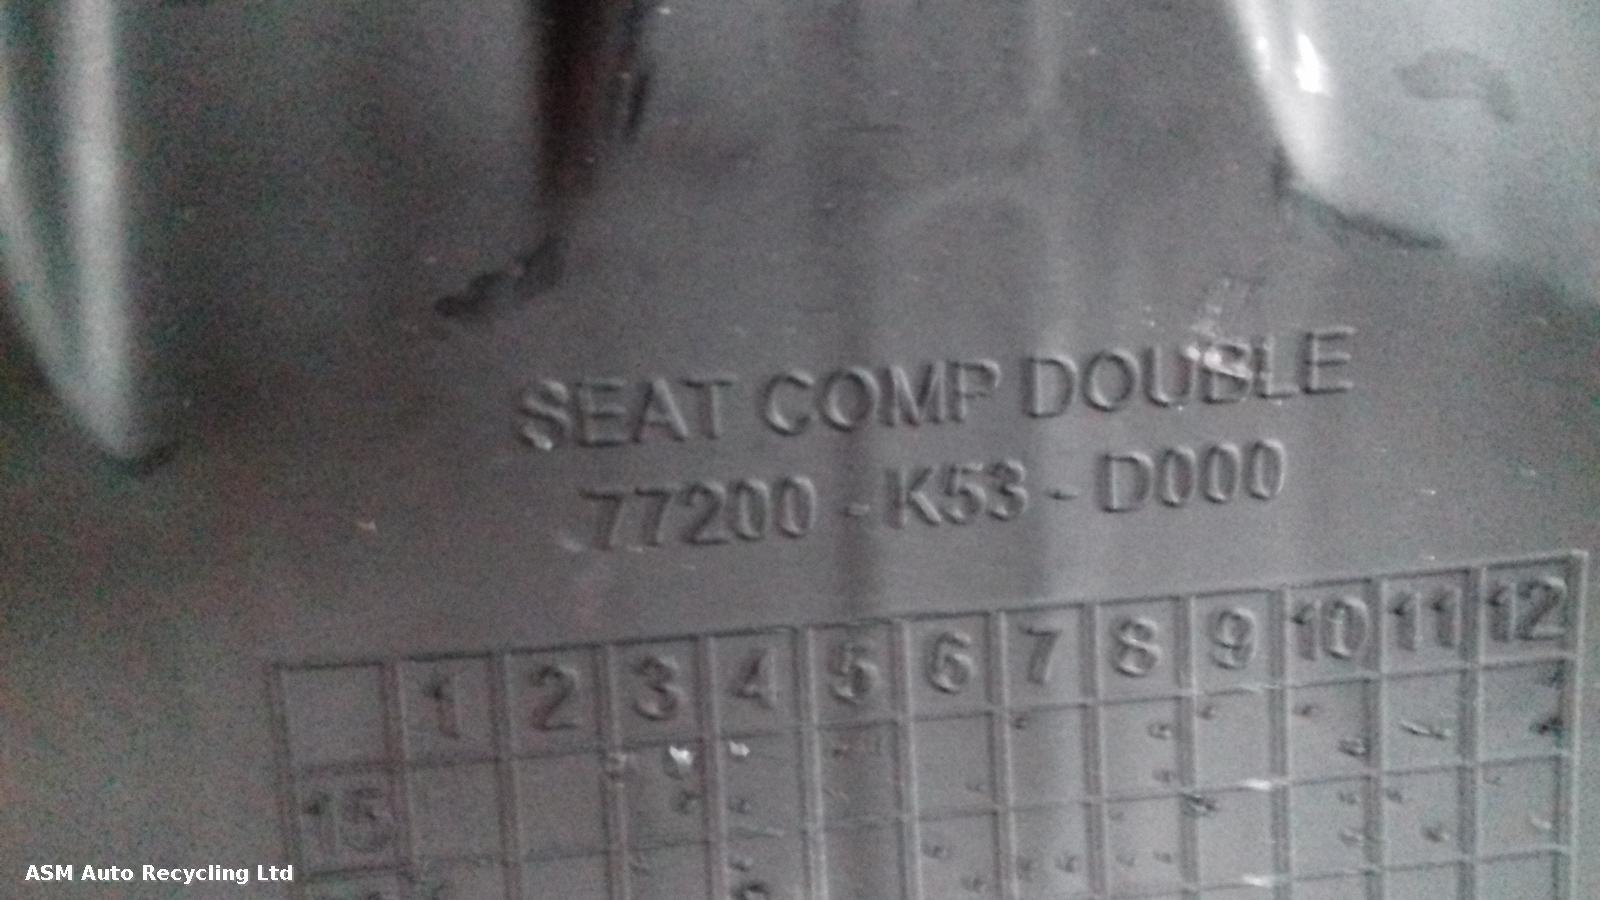 SEAT COMP DOUBLE
77200 - K53 - D000
1 2 3 4 5 6 7 8 9 10 11 12
15
ASM Auto Recycling Ltd